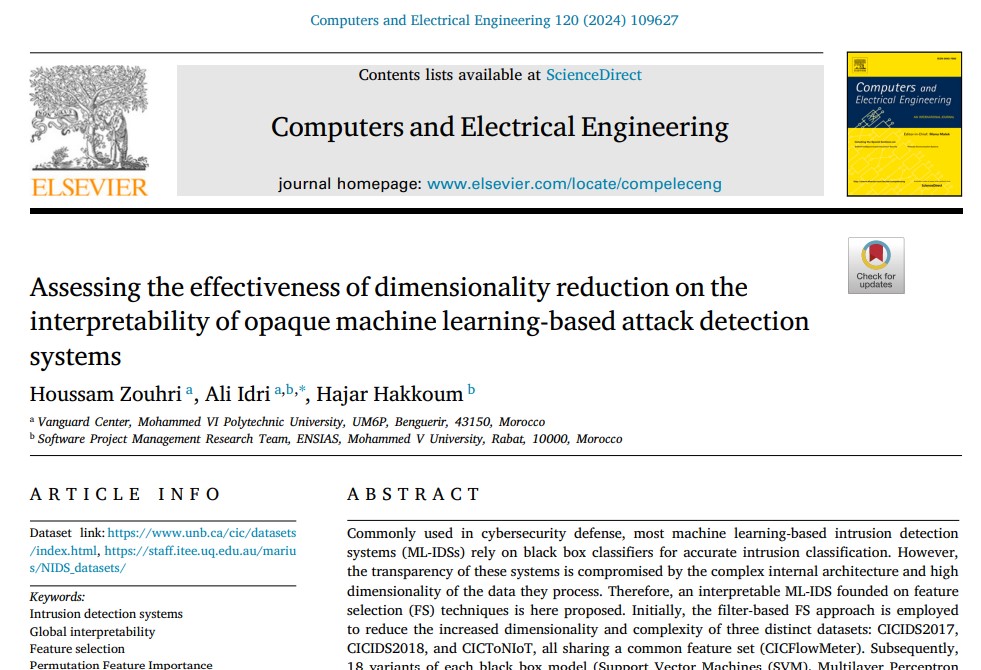 Computers and Electrical Engineering 120 (2024) 109627
Contents lists available at ScienceDirect
Computers and Electrical Engineering
journal homepage: www.elsevier.com/locate/compeleceng
ELSEVIER
Computers and
Electrical Engineering
Check for
updates
Assessing the effectiveness of dimensionality reduction on the
interpretability of opaque machine learning-based attack detection
systems
Houssam Zouhri a, Ali Idri a,b,*, Hajar Hakkoum b
a Vanguard Center, Mohammed VI Polytechnic University, UM6P, Benguerir, 43150, Morocco
b Software Project Management Research Team, ENSIAS, Mohammed V University, Rabat, 10000, Morocco
ARTICLE INFO
Dataset link: https://www.unb.ca/cic/datasets
/index.html, https://staff.itee.uq.edu.au/mariu
s/NIDS_datasets/
Keywords:
Intrusion detection systems
Global interpretability
Feature selection
Permutation Feature Importance
ABSTRACT
Commonly used in cybersecurity defense, most machine learning-based intrusion detection
systems (ML-IDSs) rely on black box classifiers for accurate intrusion classification. However,
the transparency of these systems is compromised by the complex internal architecture and high
dimensionality of the data they process. Therefore, an interpretable ML-IDS founded on feature
selection (FS) techniques is here proposed. Initially, the filter-based FS approach is employed
to reduce the increased dimensionality and complexity of three distinct datasets: CICIDS2017,
CICIDS2018, and CICToNIoT, all sharing a common feature set (CICFlowMeter). Subsequently,
18 variants of each black box model (Support Vector Machines (SVM), Multilayer Perceptron